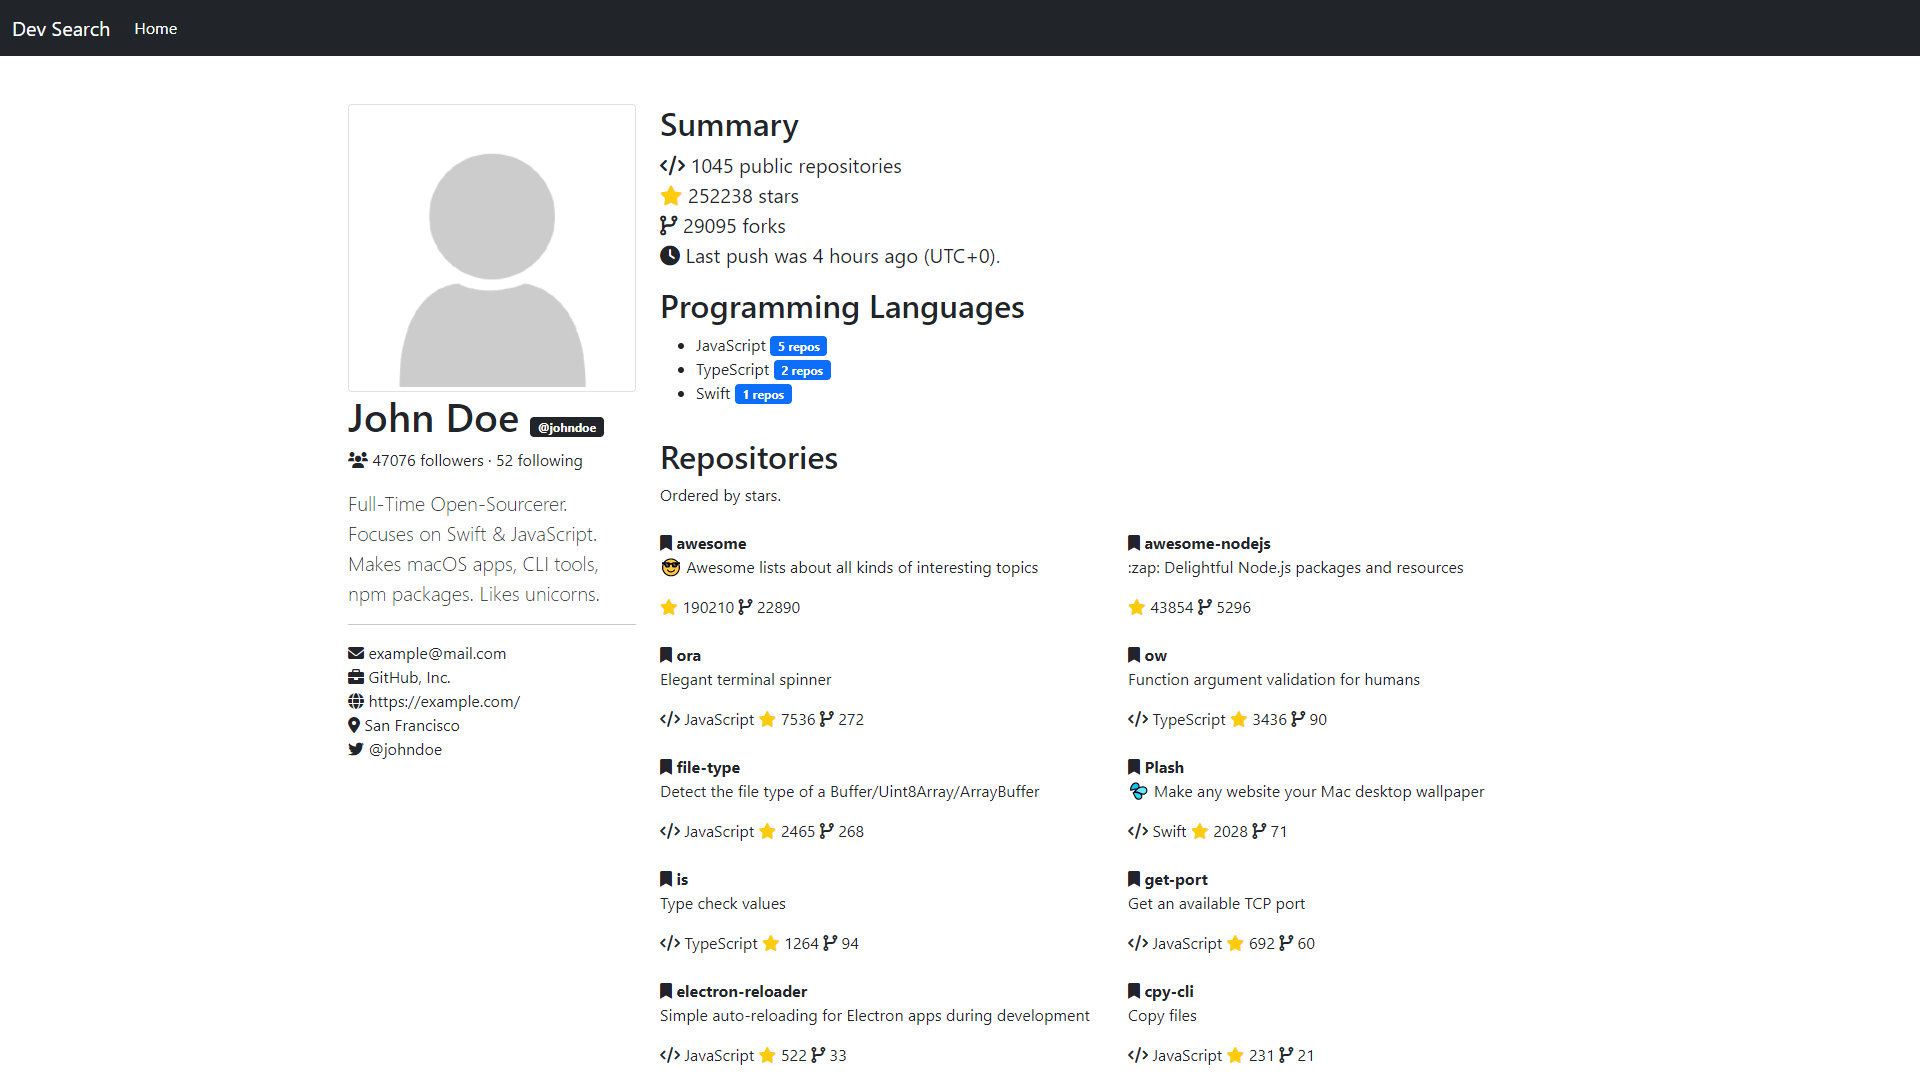 Dev Search Home
John Doe @johndoe
47076 followers · 52 following
Full-Time Open-Sourcerer.
Focuses on Swift & JavaScript.
Makes macOS apps, CLI tools,
npm packages. Likes unicorns.
example@mail.com
GitHub, Inc.
https://example.com/
San Francisco
@johndoe
Summary
1045 public repositories
252238 stars
29095 forks
Last push was 4 hours ago (UTC+0).
Programming Languages
JavaScript 5 repos
TypeScript 2 repos
Swift 1 repos
Repositories
Ordered by stars.
awesome
😎 Awesome lists about all kinds of interesting topics
190210 22890
awesome-nodejs
:zap: Delightful Node.js packages and resources
43854 5296
ora
Elegant terminal spinner
JavaScript 7536 272
ow
Function argument validation for humans
TypeScript 3436 90
file-type
Detect the file type of a Buffer/Uint8Array/ArrayBuffer
JavaScript 2465 268
Plash
Make any website your Mac desktop wallpaper
Swift 2028 71
is
Type check values
TypeScript 1264 94
get-port
Get an available TCP port
JavaScript 692 60
electron-reloader
Simple auto-reloading for Electron apps during development
JavaScript 522 33
cpy-cli
Copy files
JavaScript 231 21